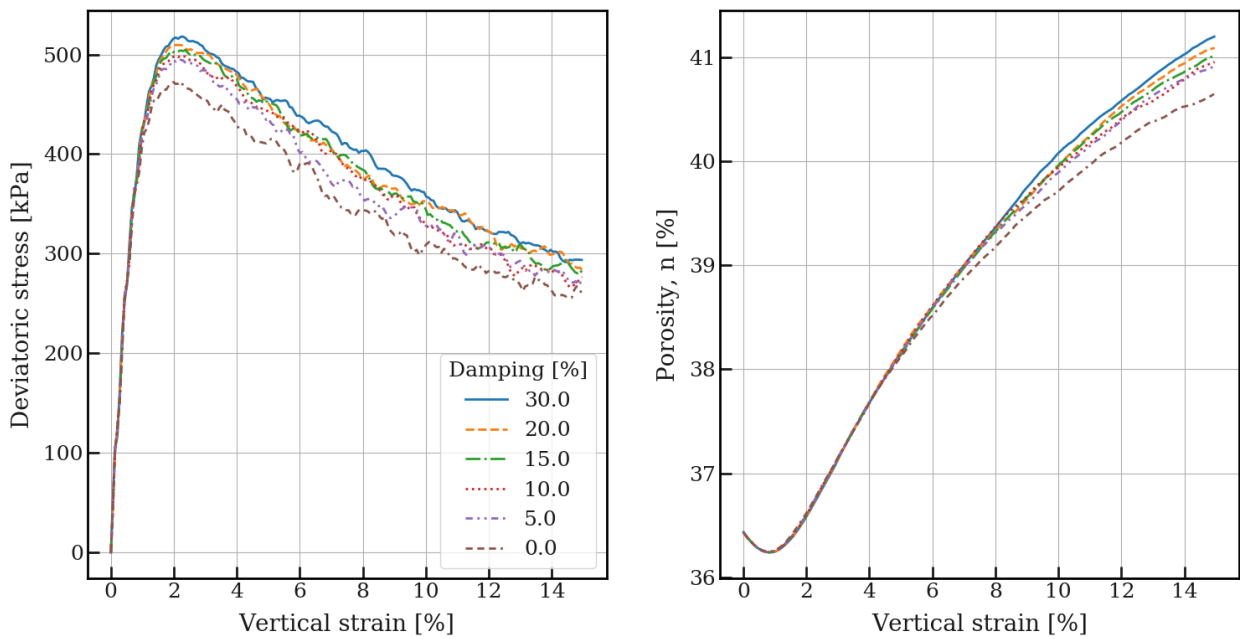 Deviatoric stress [kPa]
500
400
300
200
100
0
0 2 4 6 8 10 12 14
Vertical strain [%]
Damping [%]
30.0
20.0
15.0
10.0
5.0
0.0
Porosity, n [%]
41
40
39
38
37
36
0 2 4 6 8 10 12 14
Vertical strain [%]